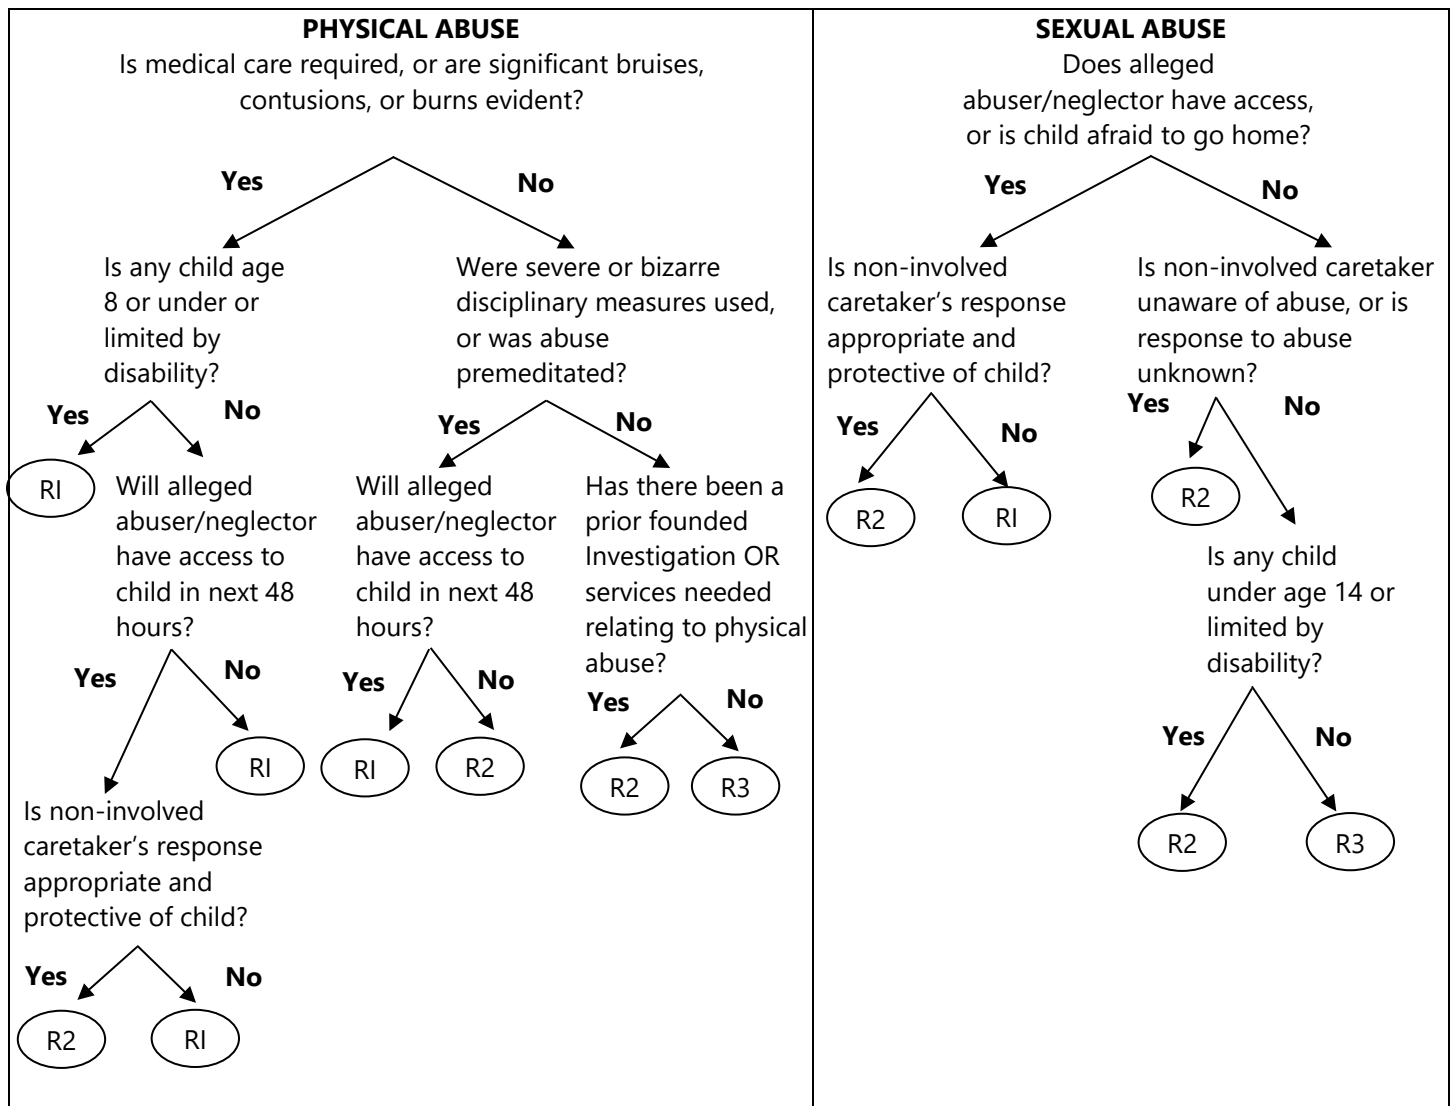 PHYSICAL ABUSE
Is medical care required, or are significant bruises,
contusions, or burns evident?
Yes
No
Is any child age
8 or under or
limited by
disability?
Were severe or bizarre
disciplinary measures used,
or was abuse
premeditated?
Yes
No
Yes
No
RI
Will alleged
abuser/neglector
have access to
child in next 48
hours?
Will alleged
abuser/neglector
have access to
child in next 48
hours?
Has there been a
prior founded
Investigation OR
services needed
relating to physical
abuse?
Yes
No
Yes
No
Yes
No
RI
RI
R2
R2
R3
Is non-involved
caretaker’s response
appropriate and
protective of child?
Yes
No
R2
RI
SEXUAL ABUSE
Does alleged
abuser/neglector have access,
or is child afraid to go home?
Yes
No
Is non-involved
caretaker’s response
appropriate and
protective of child?
Is non-involved caretaker
unaware of abuse, or is
response to abuse
unknown?
Yes
No
Yes
No
R2
RI
R2
Is any child
under age 14 or
limited by
disability?
Yes
No
R2
R3